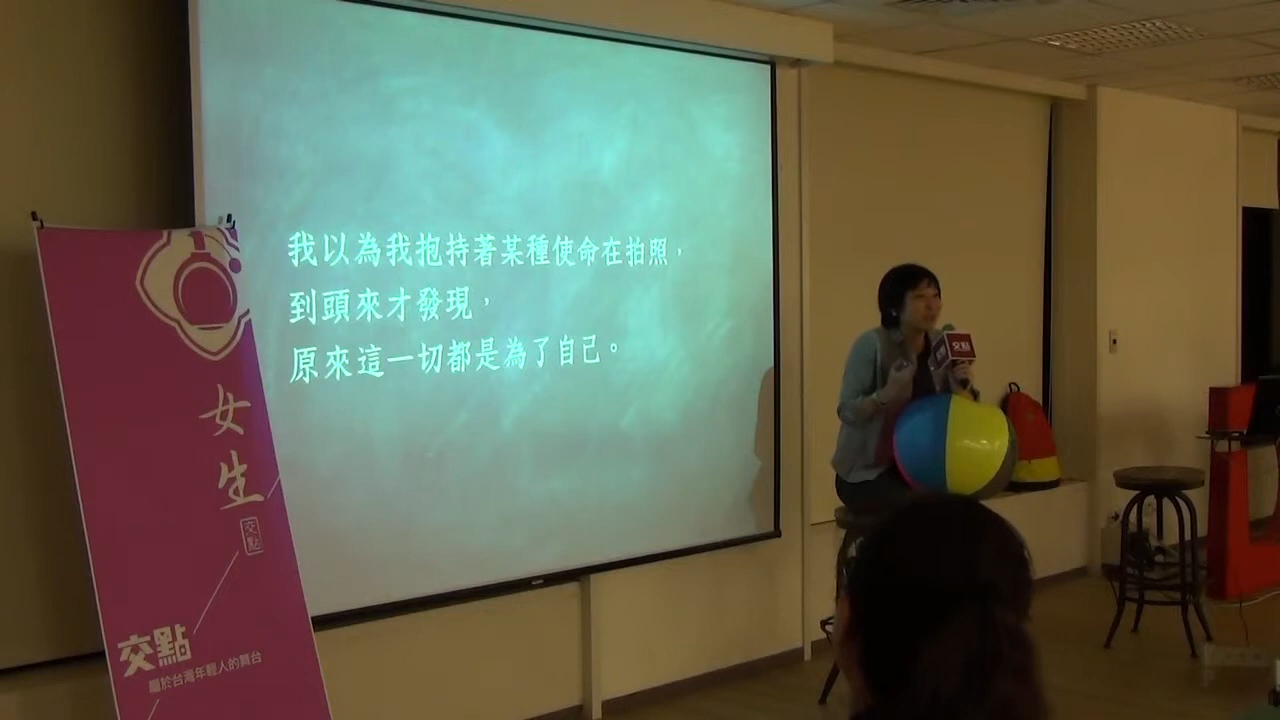 我以為我抱持著某種使命在拍照，
到頭來才發現，
原來這一切都是為了自己。
女生
交點
交點
屬於台灣年輕人的舞台
交點